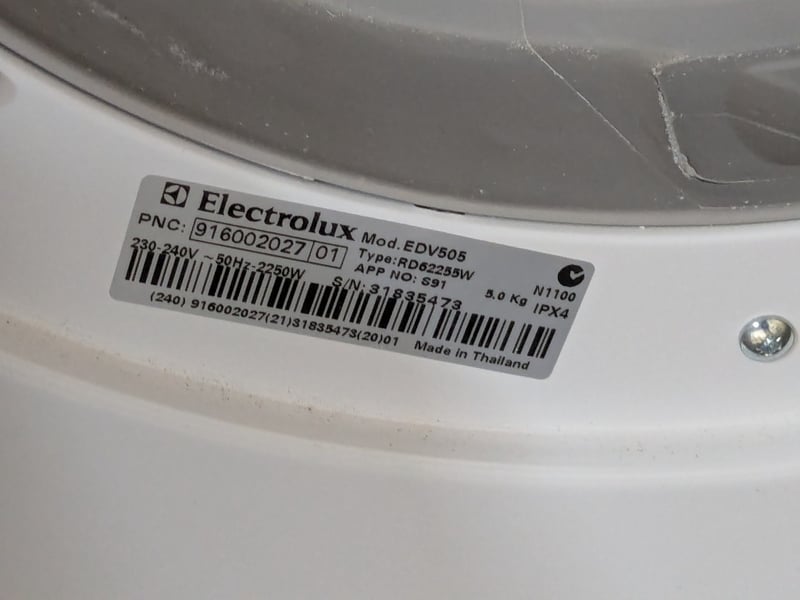 Electrolux
Mod. EDV505
PNC: 916002027 01
Type: RD62255W
230-240V ~ 50Hz-2250W
APP NO: S91
S/N: 31835473
5.0 Kg
N1100
IPX4
(240) 916002027(21)31835473(20)01
Made in Thailand